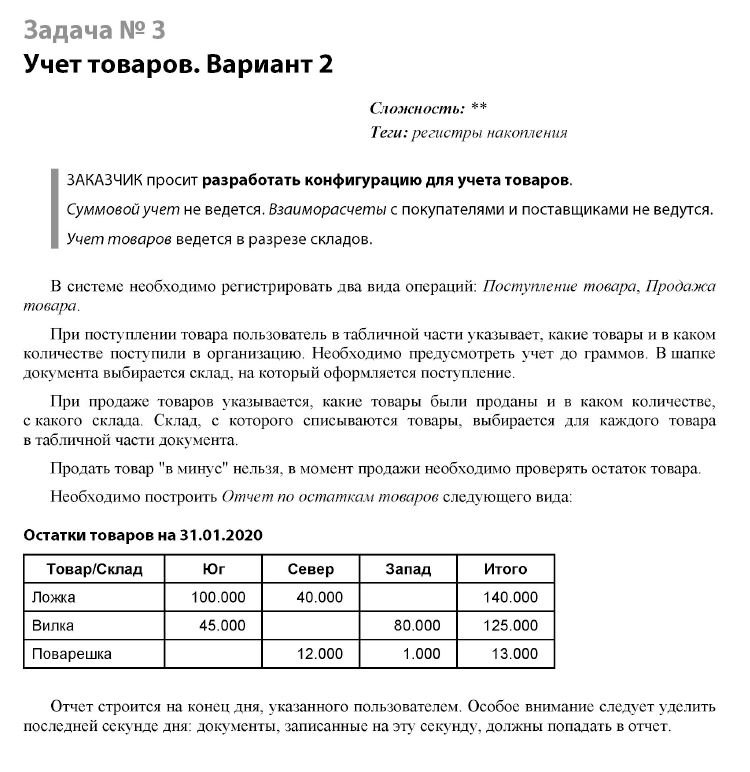 Задача № 3
Учет товаров. Вариант 2
Сложность: **
Теги: регистры накопления
ЗАКАЗЧИК просит разработать конфигурацию для учета товаров.
Суммовой учет не ведется. Взаиморасчеты с покупателями и поставщиками не ведутся.
Учет товаров ведется в разрезе складов.
В системе необходимо регистрировать два вида операций: Поступление товара, Продажа
товара.
При поступлении товара пользователь в табличной части указывает, какие товары и в каком
количестве поступили в организацию. Необходимо предусмотреть учет до граммов. В шапке
документа выбирается склад, на который оформляется поступление.
При продаже товаров указывается, какие товары были проданы и в каком количестве,
с какого склада. Склад, с которого списываются товары, выбирается для каждого товара
в табличной части документа.
Продать товар "в минус" нельзя, в момент продажи необходимо проверять остаток товара.
Необходимо построить Отчет по остаткам товаров следующего вида:
Остатки товаров на 31.01.2020
Товар/Склад Юг Север Запад Итого
Ложка 100.000 40.000 140.000
Вилка 45.000 80.000 125.000
Поварешка 12.000 1.000 13.000
Отчет строится на конец дня, указанного пользователем. Особое внимание следует уделить
последней секунде дня: документы, записанные на эту секунду, должны попадать в отчет.